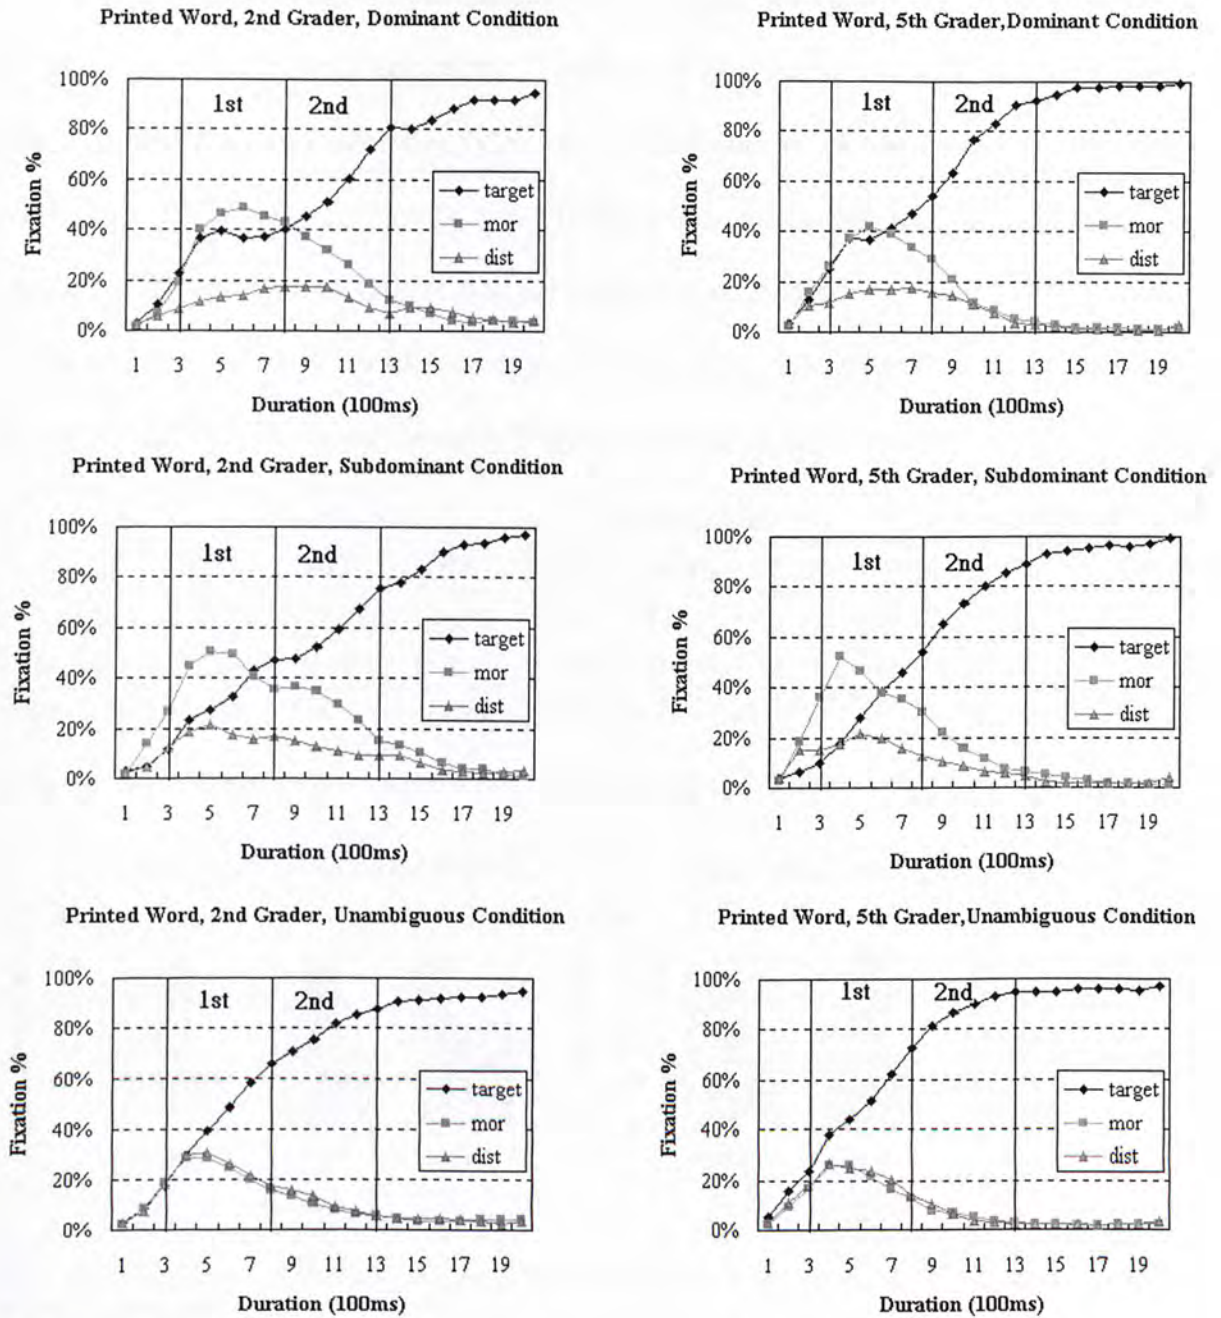 Printed Word, 2nd Grader, Dominant Condition
100%
80%
60%
40%
20%
0%
Fixation %
1st
2nd
target
mor
dist
1 3 5 7 9 11 13 15 17 19
Duration (100ms)
Printed Word, 5th Grader,Dominant Condition
100%
80%
60%
40%
20%
0%
Fixation %
1st
2nd
target
mor
dist
1 3 5 7 9 11 13 15 17 19
Duration (100ms)
Printed Word, 2nd Grader, Subdominant Condition
100%
80%
60%
40%
20%
0%
Fixation %
1st
2nd
target
mor
dist
1 3 5 7 9 11 13 15 17 19
Duration (100ms)
Printed Word, 5th Grader, Subdominant Condition
100%
80%
60%
40%
20%
0%
Fixation %
1st
2nd
target
mor
dist
1 3 5 7 9 11 13 15 17 19
Duration (100ms)
Printed Word, 2nd Grader, Unambiguous Condition
100%
80%
60%
40%
20%
0%
Fixation %
1st
2nd
target
mor
dist
1 3 5 7 9 11 13 15 17 19
Duration (100ms)
Printed Word, 5th Grader,Unambiguous Condition
100%
80%
60%
40%
20%
0%
Fixation %
1st
2nd
target
mor
dist
1 3 5 7 9 11 13 15 17 19
Duration (100ms)